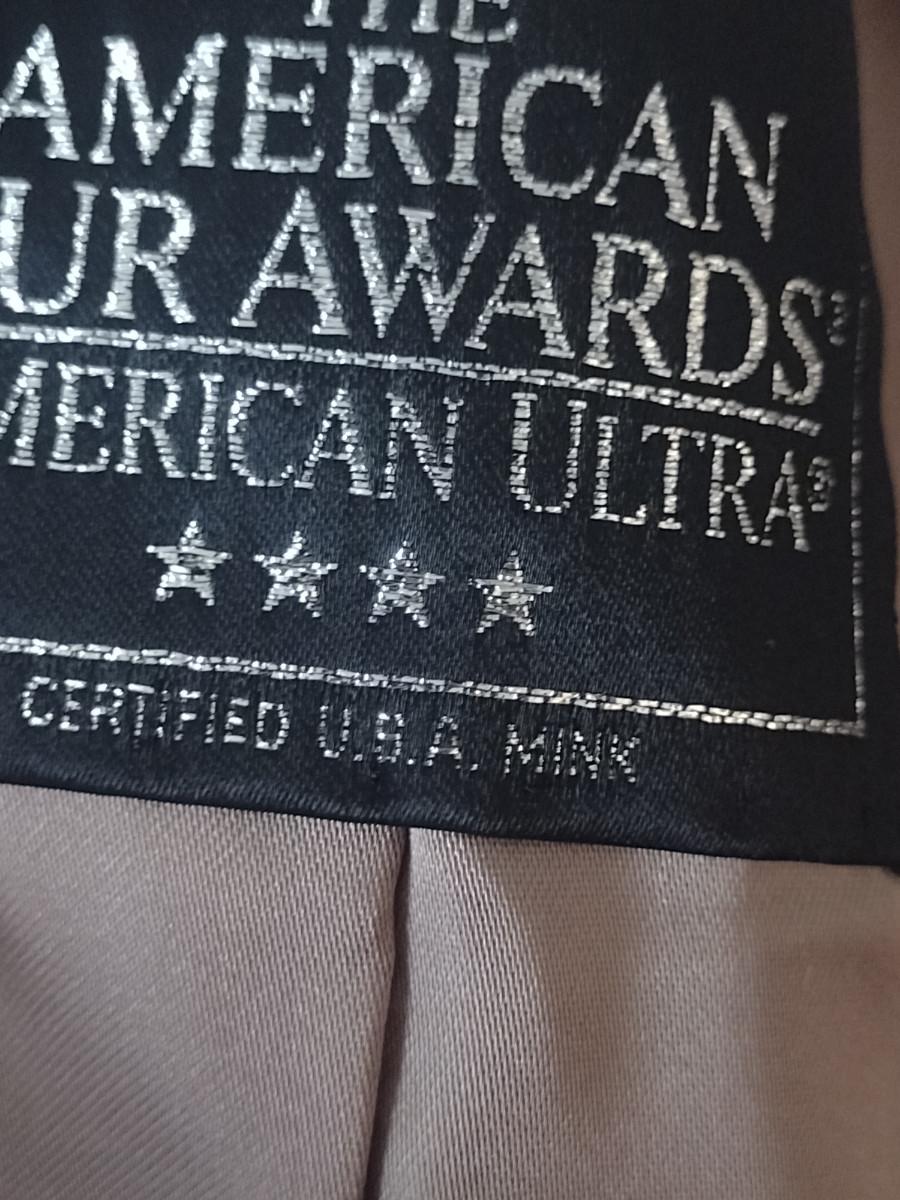 THE
AMERICAN
UR AWARDS®
MERICAN ULTRA®
CERTIFIED U.S.A. MINK